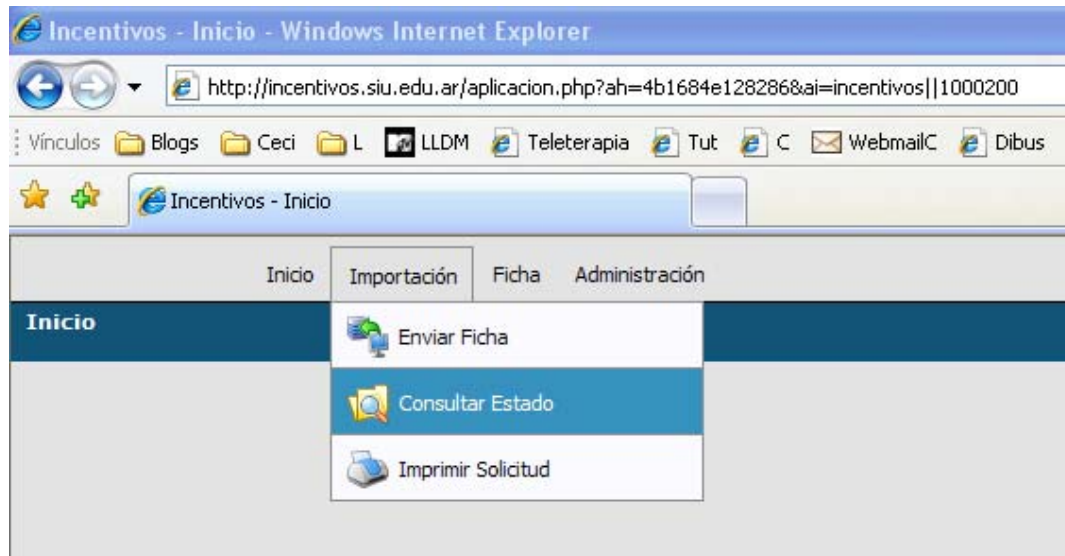 Incentivos - Inicio - Windows Internet Explorer
http://incentivos.siu.edu.ar/aplicacion.php?ah=4b1684e128286&ai=incentivos||1000200
Vínculos Blogs Ceci L LLDM Teleterapia Tut C WebmailC Dibus
Incentivos - Inicio
Inicio Importación Ficha Administración
Inicio
Enviar Ficha
Consultar Estado
Imprimir Solicitud